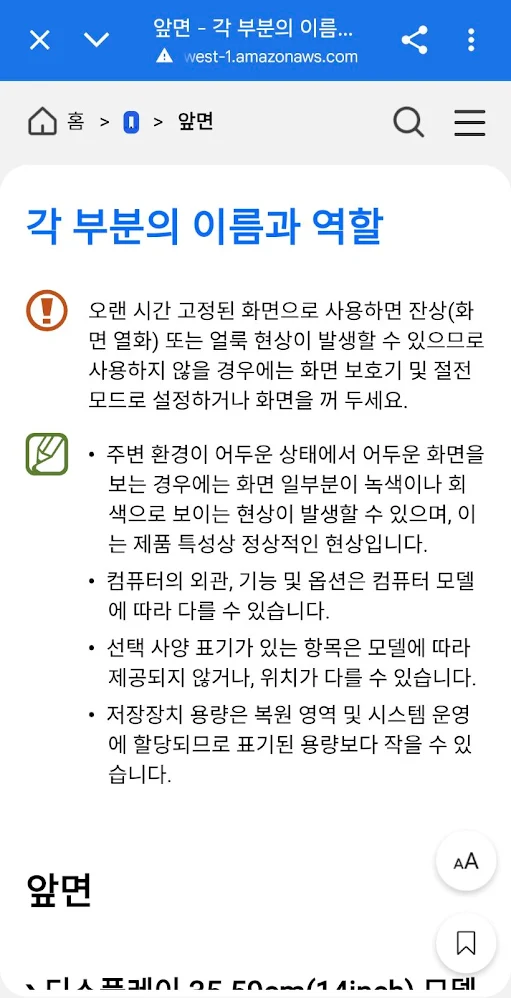 앞면 - 각 부분의 이름...
west-1.amazonaws.com
홈 > > 앞면
각 부분의 이름과 역할
오랜 시간 고정된 화면으로 사용하면 잔상(화
면 열화) 또는 얼룩 현상이 발생할 수 있으므로
사용하지 않을 경우에는 화면 보호기 및 절전
모드로 설정하거나 화면을 꺼 두세요.
• 주변 환경이 어두운 상태에서 어두운 화면을
보는 경우에는 화면 일부분이 녹색이나 회
색으로 보이는 현상이 발생할 수 있으며, 이
는 제품 특성상 정상적인 현상입니다.
• 컴퓨터의 외관, 기능 및 옵션은 컴퓨터 모델
에 따라 다를 수 있습니다.
• 선택 사양 표기가 있는 항목은 모델에 따라
제공되지 않거나, 위치가 다를 수 있습니다.
• 저장장치 용량은 복원 영역 및 시스템 운영
에 할당되므로 표기된 용량보다 작을 수 있
습니다.
AA
앞면
› 디스플레이 35.59cm(14inch) 모델